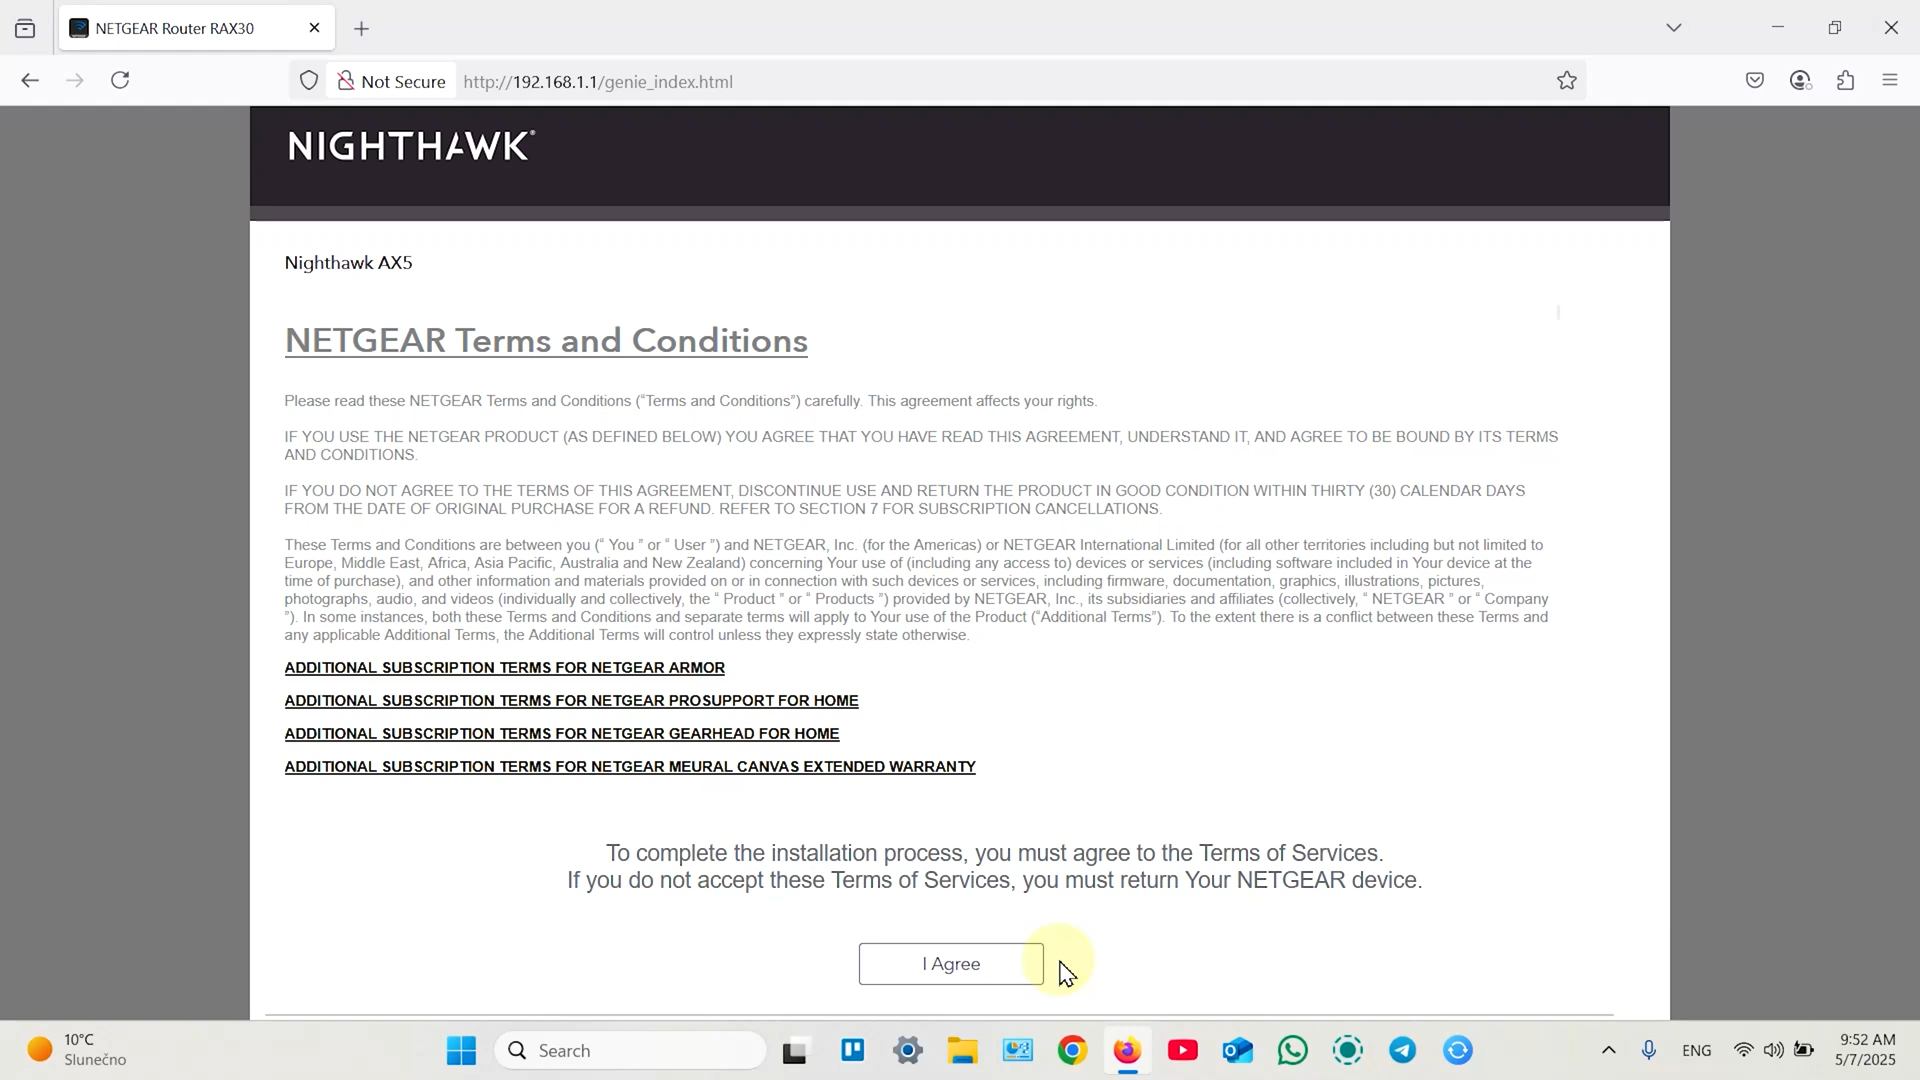 NETGEAR Router RAX30
Not Secure
http://192.168.1.1/genie_index.html
NIGHTHAWK®
Nighthawk AX5
NETGEAR Terms and Conditions
Please read these NETGEAR Terms and Conditions (“Terms and Conditions”) carefully. This agreement affects your rights.
IF YOU USE THE NETGEAR PRODUCT (AS DEFINED BELOW) YOU AGREE THAT YOU HAVE READ THIS AGREEMENT, UNDERSTAND IT, AND AGREE TO BE BOUND BY ITS TERMS
AND CONDITIONS.
IF YOU DO NOT AGREE TO THE TERMS OF THIS AGREEMENT, DISCONTINUE USE AND RETURN THE PRODUCT IN GOOD CONDITION WITHIN THIRTY (30) CALENDAR DAYS
FROM THE DATE OF ORIGINAL PURCHASE FOR A REFUND. REFER TO SECTION 7 FOR SUBSCRIPTION CANCELLATIONS.
These Terms and Conditions are between you (“ You ” or “ User ”) and NETGEAR, Inc. (for the Americas) or NETGEAR International Limited (for all other territories including but not limited to
Europe, Middle East, Africa, Asia Pacific, Australia and New Zealand) concerning Your use of (including any access to) devices or services (including software included in Your device at the
time of purchase), and other information and materials provided on or in connection with such devices or services, including firmware, documentation, graphics, illustrations, pictures,
photographs, audio, and videos (individually and collectively, the “ Product ” or “ Products ”) provided by NETGEAR, Inc., its subsidiaries and affiliates (collectively, “ NETGEAR ” or “ Company
”). In some instances, both these Terms and Conditions and separate terms will apply to Your use of the Product (“Additional Terms”). To the extent there is a conflict between these Terms and
any applicable Additional Terms, the Additional Terms will control unless they expressly state otherwise.
ADDITIONAL SUBSCRIPTION TERMS FOR NETGEAR ARMOR
ADDITIONAL SUBSCRIPTION TERMS FOR NETGEAR PROSUPPORT FOR HOME
ADDITIONAL SUBSCRIPTION TERMS FOR NETGEAR GEARHEAD FOR HOME
ADDITIONAL SUBSCRIPTION TERMS FOR NETGEAR MEURAL CANVAS EXTENDED WARRANTY
To complete the installation process, you must agree to the Terms of Services.
If you do not accept these Terms of Services, you must return Your NETGEAR device.
I Agree
10°C
Slunečno
Search
ENG
9:52 AM
5/7/2025